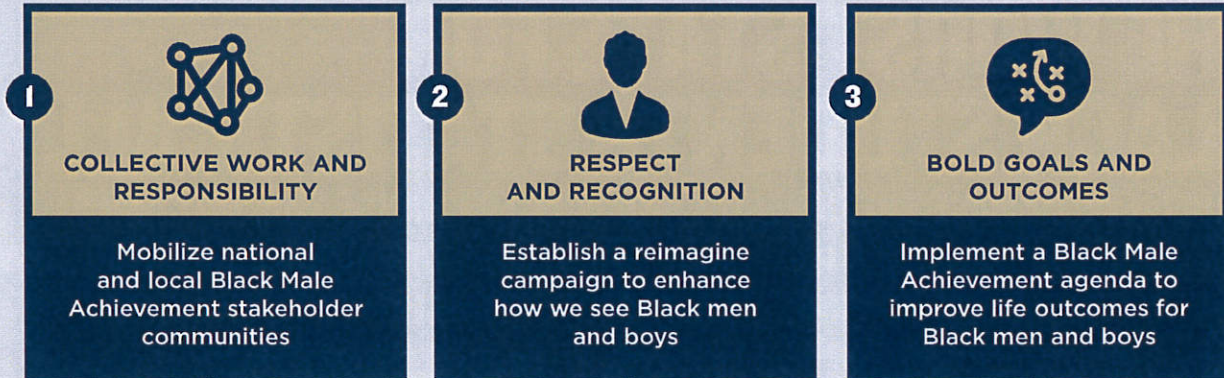 1
COLLECTIVE WORK AND
RESPONSIBILITY
Mobilize national
and local Black Male
Achievement stakeholder
communities
2
RESPECT
AND RECOGNITION
Establish a reimagine
campaign to enhance
how we see Black men
and boys
3
BOLD GOALS AND
OUTCOMES
Implement a Black Male
Achievement agenda to
improve life outcomes for
Black men and boys